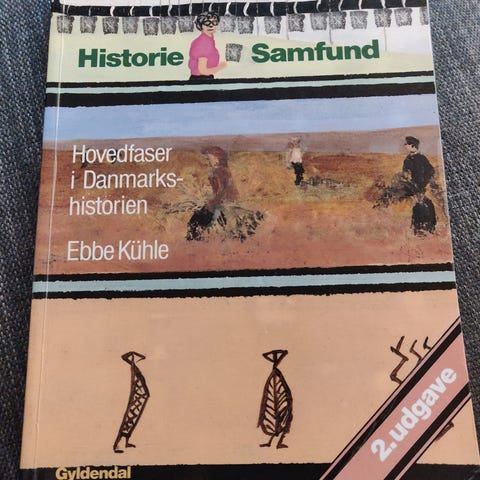 Historie Samfund
Hovedfaser
i Danmarks-
historien
Ebbe Kühle
2. udgave
Gyldendal